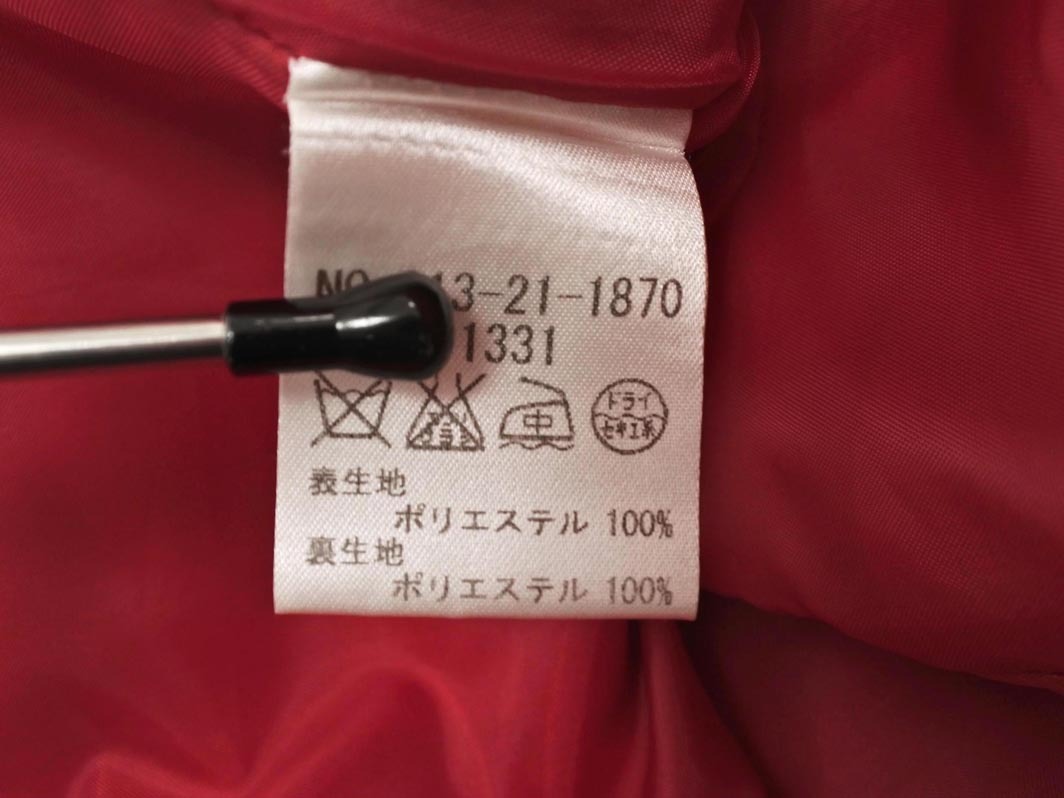 13-21-1870
1331
中 ドライ
セキユ系
表生地
ポリエステル 100%
裏生地
ポリエステル 100%